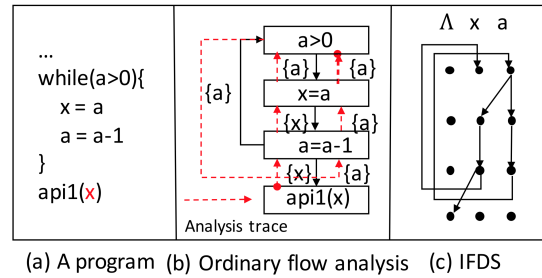 ...
while(a>0){
x = a
a = a-1
}
api1(x)
a>0
{a} {a}
{a}
x=a
{x} {a}
a=a-1
{x} {a}
api1(x)
Analysis trace
Λ x a
(a) A program (b) Ordinary flow analysis (c) IFDS